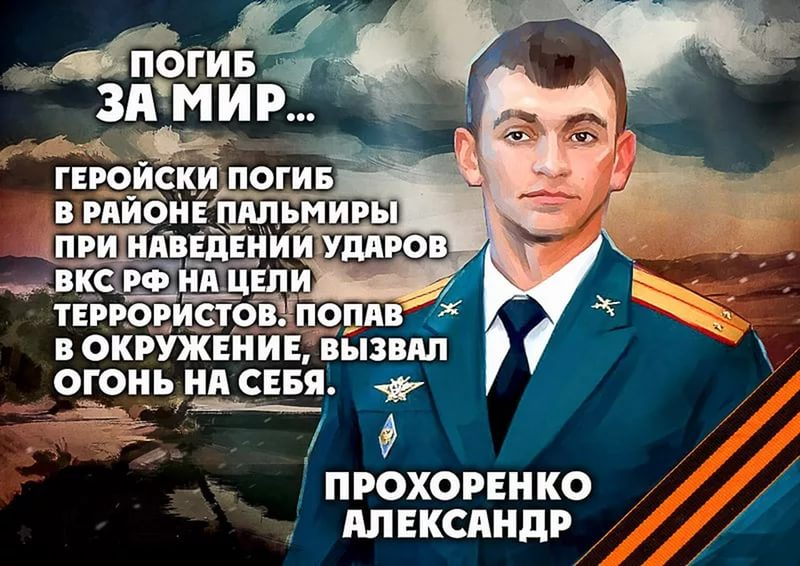 ПОГИБ
ЗА МИР...
ГЕРОЙСКИ ПОГИБ
В РАЙОНЕ ПАЛЬМИРЫ
ПРИ НАВЕДЕНИИ УДАРОВ
ВКС РФ НА ЦЕЛИ
ТЕРРОРИСТОВ. ПОПАВ
В ОКРУЖЕНИЕ, ВЫЗВАЛ
ОГОНЬ НА СЕБЯ.
ПРОХОРЕНКО
АЛЕКСАНДР